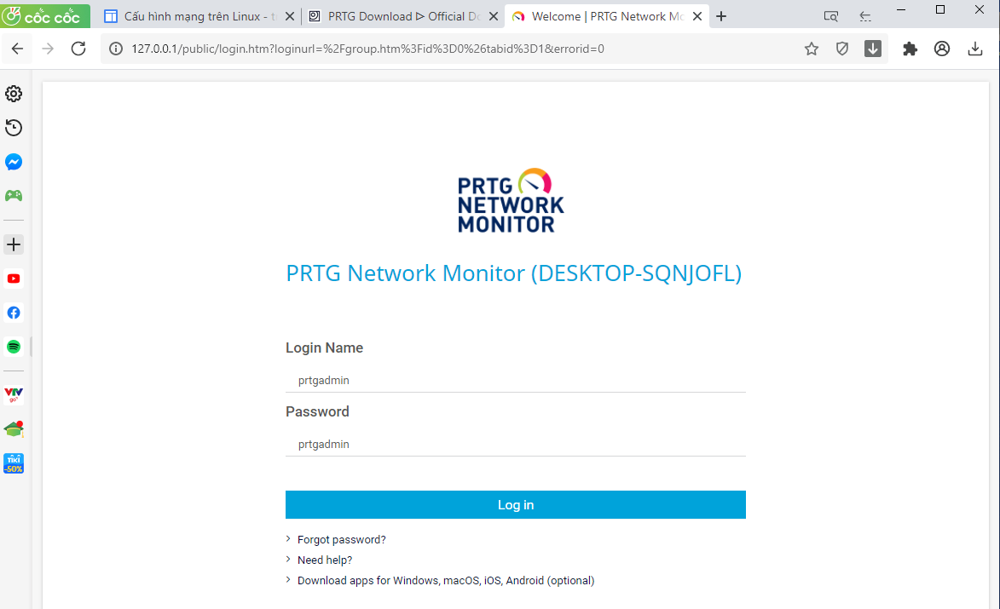 cốc cốc
Cấu hình mạng trên Linux -
PRTG Download ᐅ Official
Welcome | PRTG Network
127.0.0.1/public/login.htm?loginurl=%2Fgroup.htm%3Fid%3D0%26tabid%3D1&errorid=0
PRTG
NETWORK
MONITOR
PRTG Network Monitor (DESKTOP-SQNJOFL)
Login Name
prtgadmin
Password
prtgadmin
Log in
Forgot password?
Need help?
Download apps for Windows, macOS, iOS, Android (optional)
VTV
go
TIKI
-50%